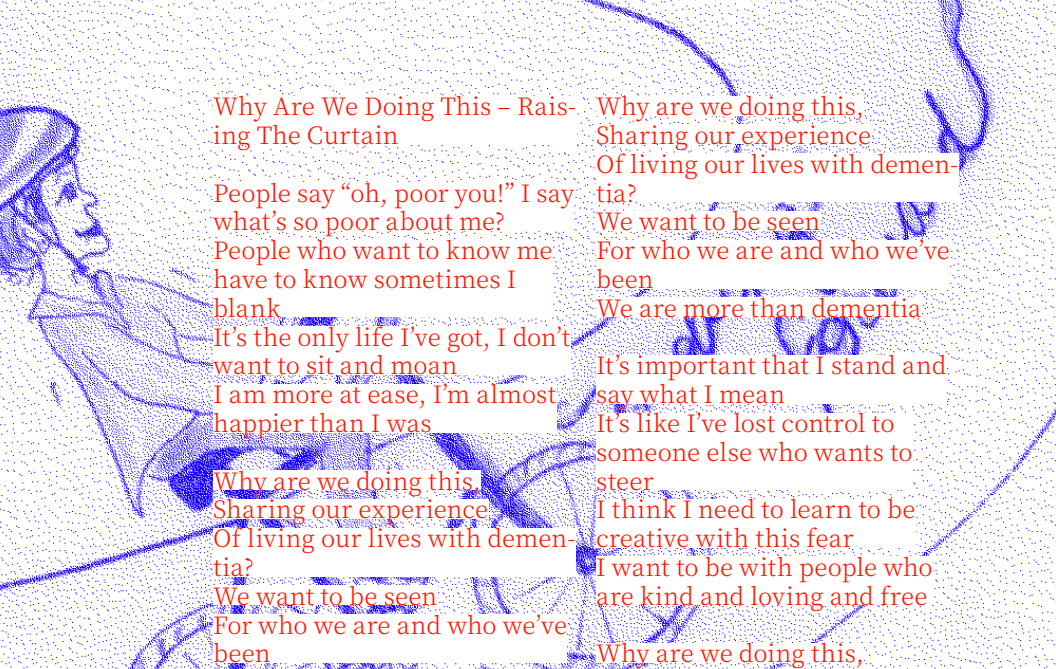 Why Are We Doing This – Rais-
ing The Curtain
People say “oh, poor you!” I say
what’s so poor about me?
People who want to know me
have to know sometimes I
blank
It’s the only life I’ve got, I don’t
want to sit and moan
I am more at ease, I’m almost
happier than I was
Why are we doing this,
Sharing our experience
Of living our lives with demen-
tia?
We want to be seen
For who we are and who we’ve
been
Why are we doing this,
Sharing our experience
Of living our lives with demen-
tia?
We want to be seen
For who we are and who we’ve
been
We are more than dementia
It’s important that I stand and
say what I mean
It’s like I’ve lost control to
someone else who wants to
steer
I think I need to learn to be
creative with this fear
I want to be with people who
are kind and loving and free
Why are we doing this,